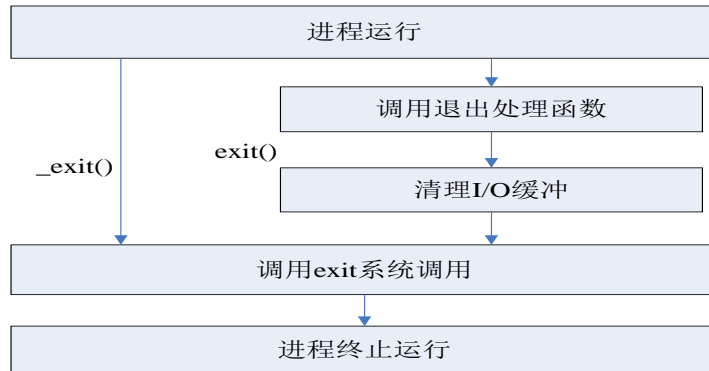 进程运行
调用退出处理函数
exit()
_exit()
清理I/O缓冲
调用exit系统调用
进程终止运行